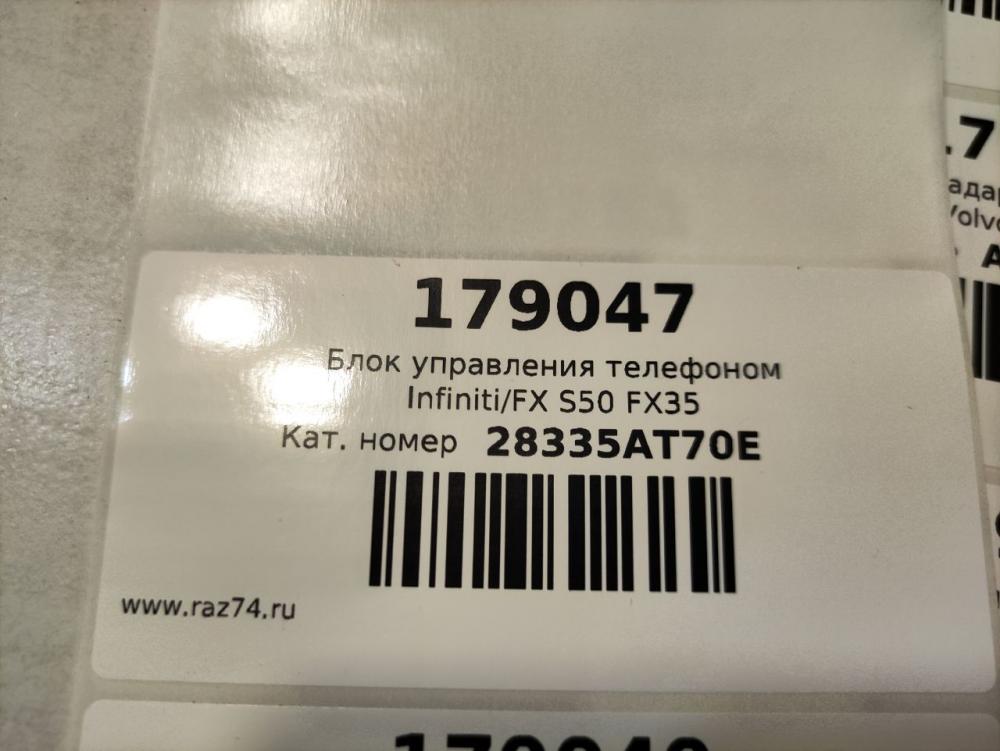 179047
Блок управления телефоном
Infiniti/FX S50 FX35
Кат. номер 28335AT70E
www.raz74.ru